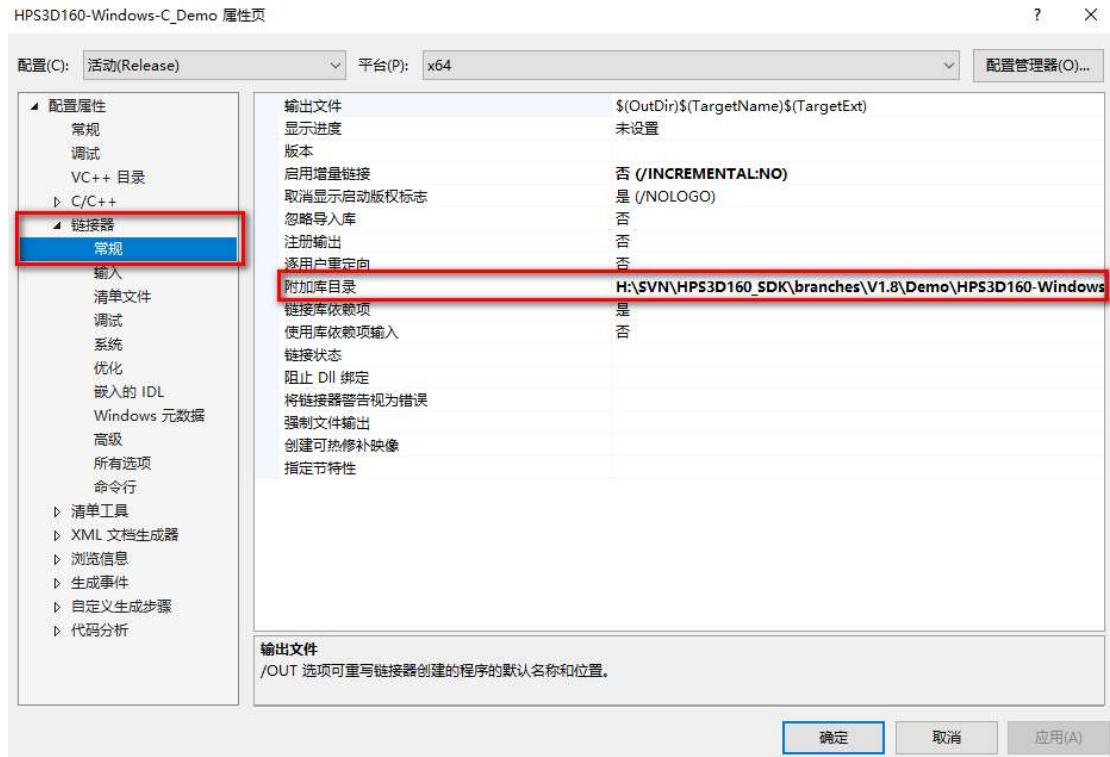 HPS3D160-Windows-C_Demo 属性页
?
配置(C): 活动(Release) 平台(P): x64 配置管理器(O)...
配置属性
常规
调试
VC++ 目录
C/C++
链接器
常规
输入
清单文件
调试
系统
优化
嵌入的 IDL
Windows 元数据
高级
所有选项
命令行
清单工具
XML 文档生成器
浏览信息
生成事件
自定义生成步骤
代码分析
输出文件 $(OutDir)$(TargetName)$(TargetExt)
显示进度 未设置
版本
启用增量链接 否 (/INCREMENTAL:NO)
取消显示启动版权标志 是 (/NOLOGO)
忽略导入库 否
注册输出 否
逐用户重定向 否
附加库目录 H:\SVN\HPS3D160_SDK\branches\V1.8\Demo\HPS3D160-Windows
链接库依赖项 是
使用库依赖项输入 否
链接状态
阻止 Dll 绑定
将链接器警告视为错误
强制文件输出
创建可热修补映像
指定节特性
输出文件
/OUT 选项可重写链接器创建的程序的默认名称和位置。
确定 取消 应用(A)